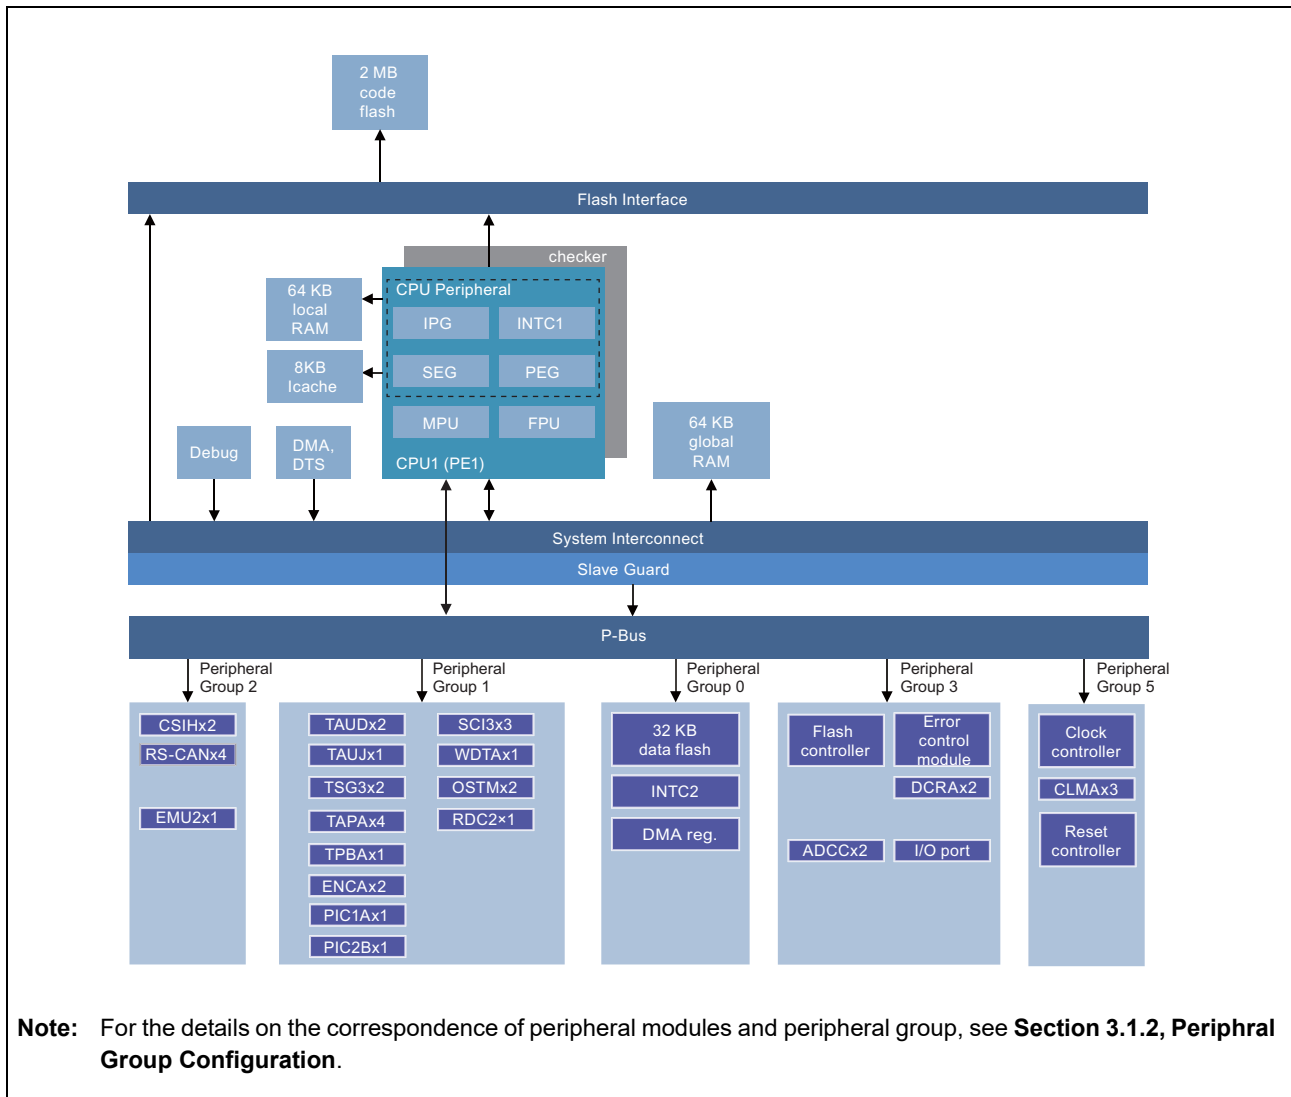 2 MB
code
flash
Flash Interface
checker
CPU Peripheral
64 KB
local
RAM
IPG
INTC1
8KB
Icache
SEG
PEG
MPU
FPU
CPU1 (PE1)
Debug
DMA,
DTS
64 KB
global
RAM
System Interconnect
Slave Guard
P-Bus
Peripheral
Group 2
Peripheral
Group 1
Peripheral
Group 0
Peripheral
Group 3
Peripheral
Group 5
CSIHx2
RS-CANx4
EMU2x1
TAUDx2
TAUJx1
TSG3x2
TAPAx4
TPBAx1
ENCAx2
PIC1Ax1
PIC2Bx1
SCI3x3
WDTAx1
OSTMx2
RDC2×1
32 KB
data flash
INTC2
DMA reg.
Flash
controller
Error
control
module
DCRAx2
ADCCx2
I/O port
Clock
controller
CLMAx3
Reset
controller
Note: For the details on the correspondence of peripheral modules and peripheral group, see Section 3.1.2, Periphral
Group Configuration.